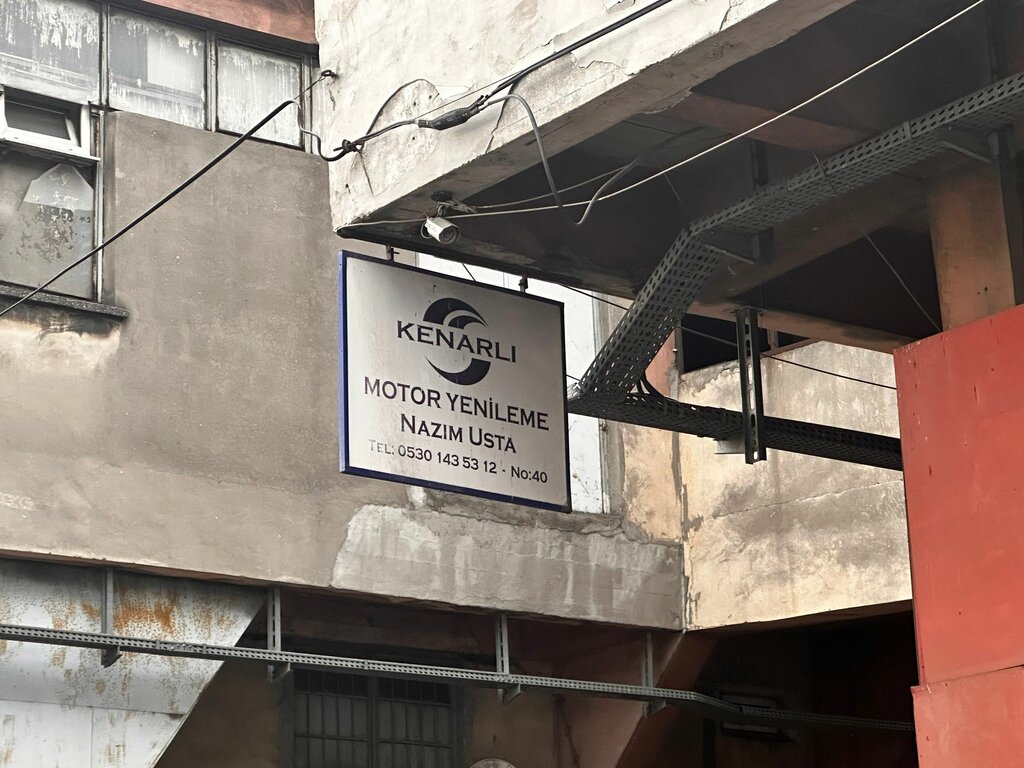 KENARLI
MOTOR YENİLEME
NAZIM USTA
TEL: 0530 143 53 12 - NO:40